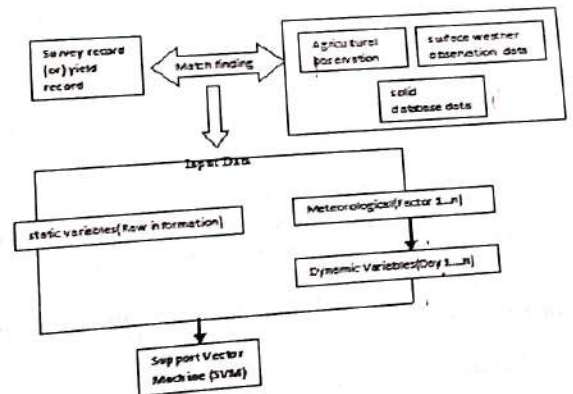 Survey record
(or) yield
record
Match finding
Agricultural
observation
surface weather
observation data
solid
database data
Input Data
static variables(Raw information)
Meteorological(Factor 1....n)
Dynamic Variables(Day 1.....n)
Support Vector
Machine (SVM)